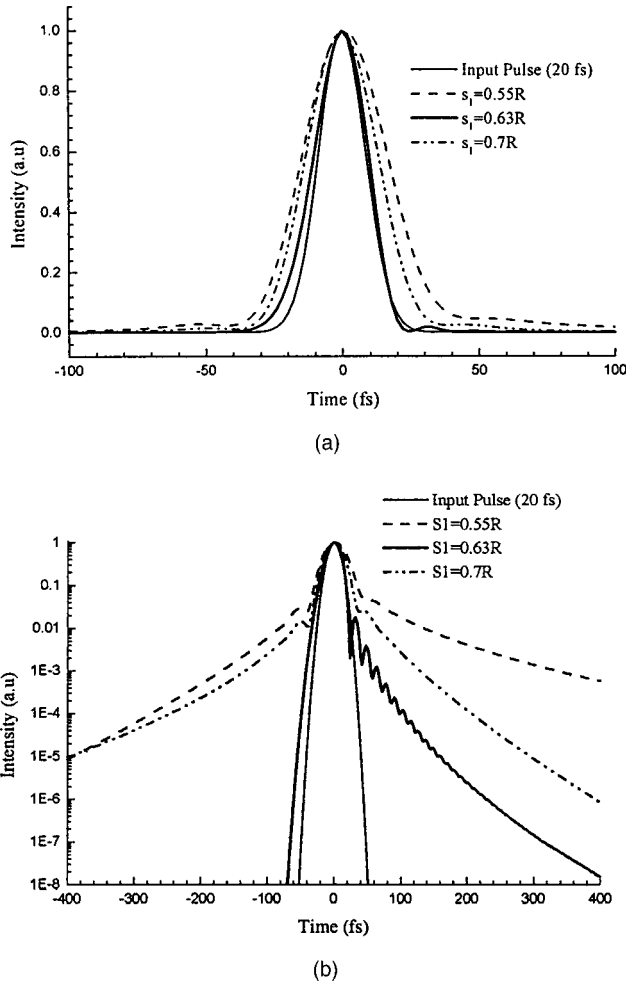 1.0
0.8
0.6
0.4
0.2
0.0
Intensity (a.u)
Input Pulse (20 fs)
s₁=0.55R
s₁=0.63R
s₁=0.7R
-100
-50
0
50
100
Time (fs)
(a)
Input Pulse (20 fs)
S1=0.55R
S1=0.63R
S1=0.7R
1
0.1
0.01
1E-3
1E-4
1E-5
1E-6
1E-7
1E-8
Intensity (a.u)
-400
-300
-200
-100
0
100
200
300
400
Time (fs)
(b)